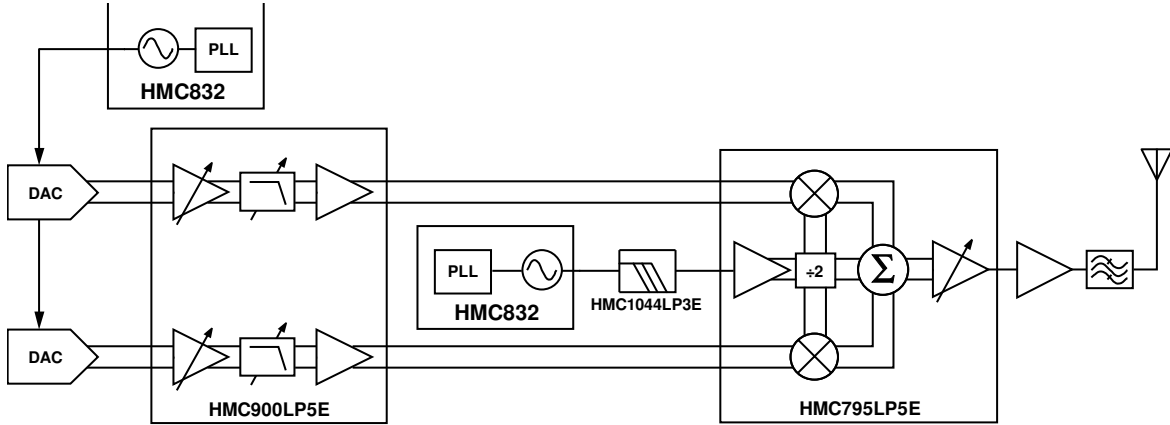 PLL
HMC832
DAC
PLL
÷2
Σ
HMC832
HMC1044LP3E
DAC
HMC900LP5E
HMC795LP5E